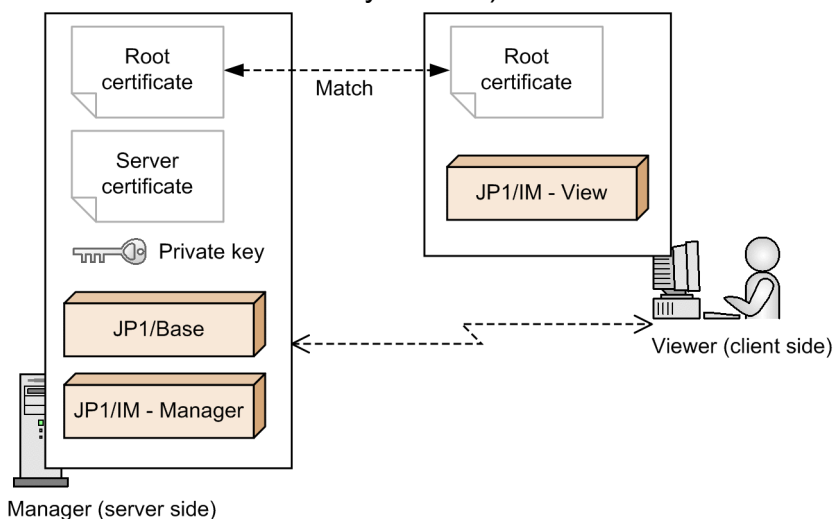 Root
certificate
Match
Root
certificate
Server
certificate
JP1/IM - View
Private key
JP1/Base
Viewer (client side)
JP1/IM - Manager
Manager (server side)